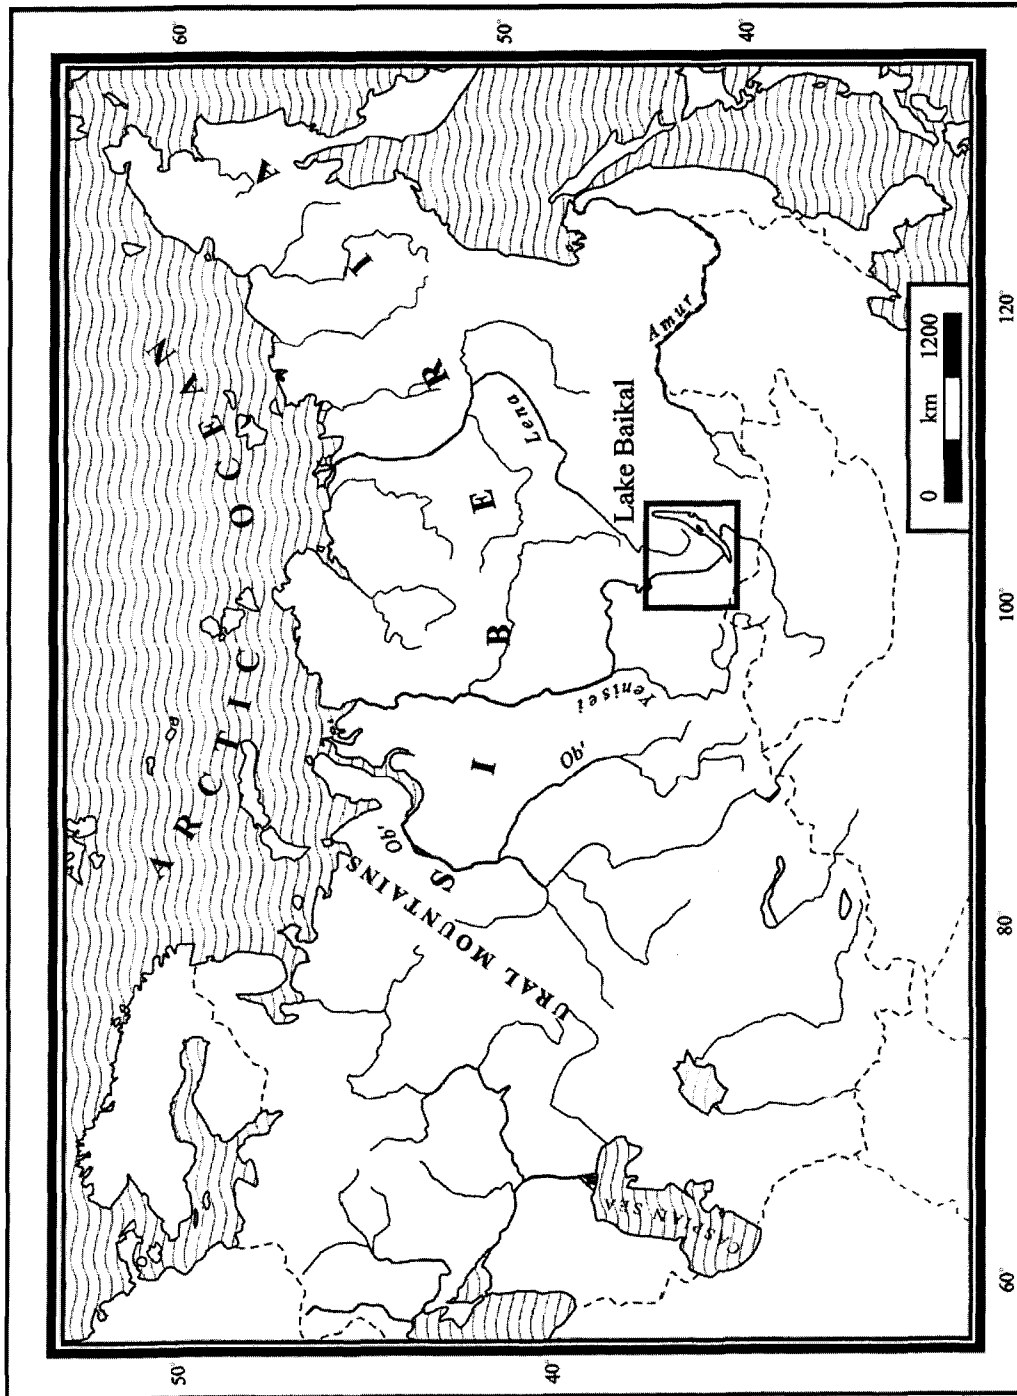 60°
50°
40°
ARCTIC OCEAN
SIBERIA
Ob'
Ob'
Yenisei
Lena
Amur
Lake Baikal
URAL MOUNTAINS
CASPIAN SEA
0 km 1200
50°
40°
60°
80°
100°
120°